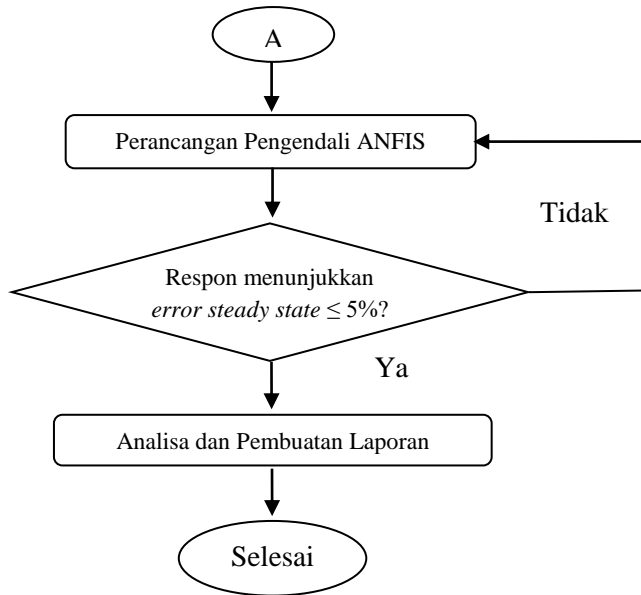 A
Perancangan Pengendali ANFIS
Tidak
Respon menunjukkan
error steady state ≤ 5%?
Ya
Analisa dan Pembuatan Laporan
Selesai